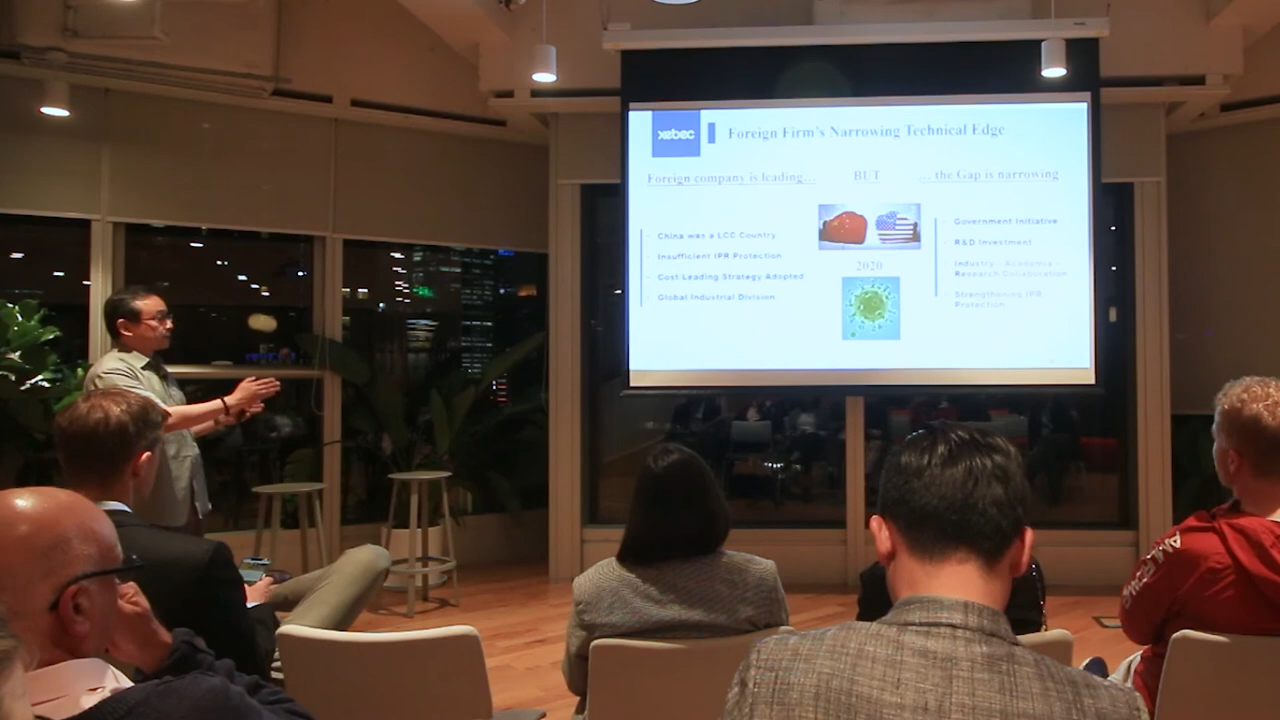 xebec
Foreign Firm's Narrowing Technical Edge
Foreign company is leading...
BUT
... the Gap is narrowing
China was a LCC Country
Insufficient IPR Protection
Cost Leading Strategy Adopted
Global Industrial Division
2020
Government Initiative
R&D Investment
Industry - Academia -
Research Collaboration
Strengthening IPR
Protection